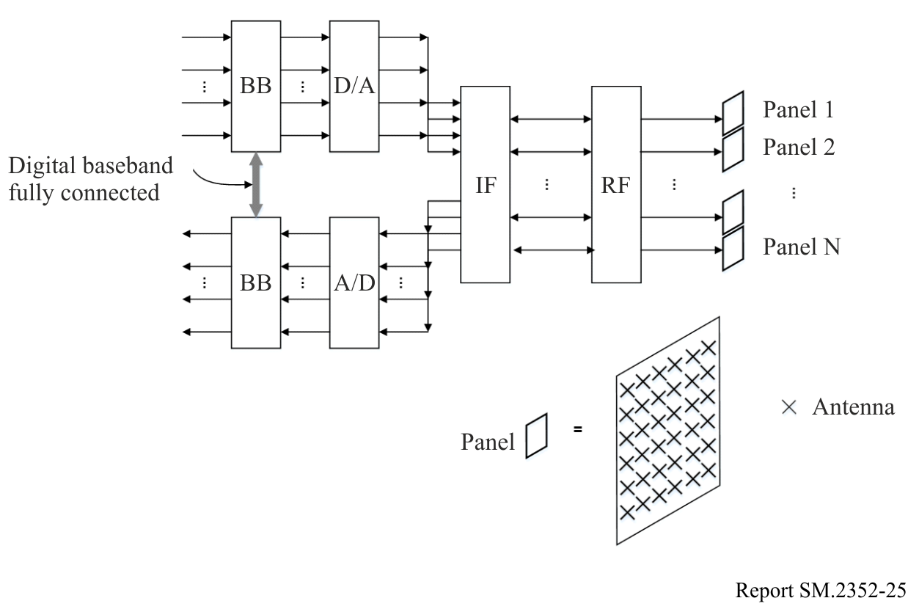 BB
D/A
Digital baseband
fully connected
IF
RF
Panel 1
Panel 2
Panel N
BB
A/D
Panel
=
Antenna
Report SM.2352-25